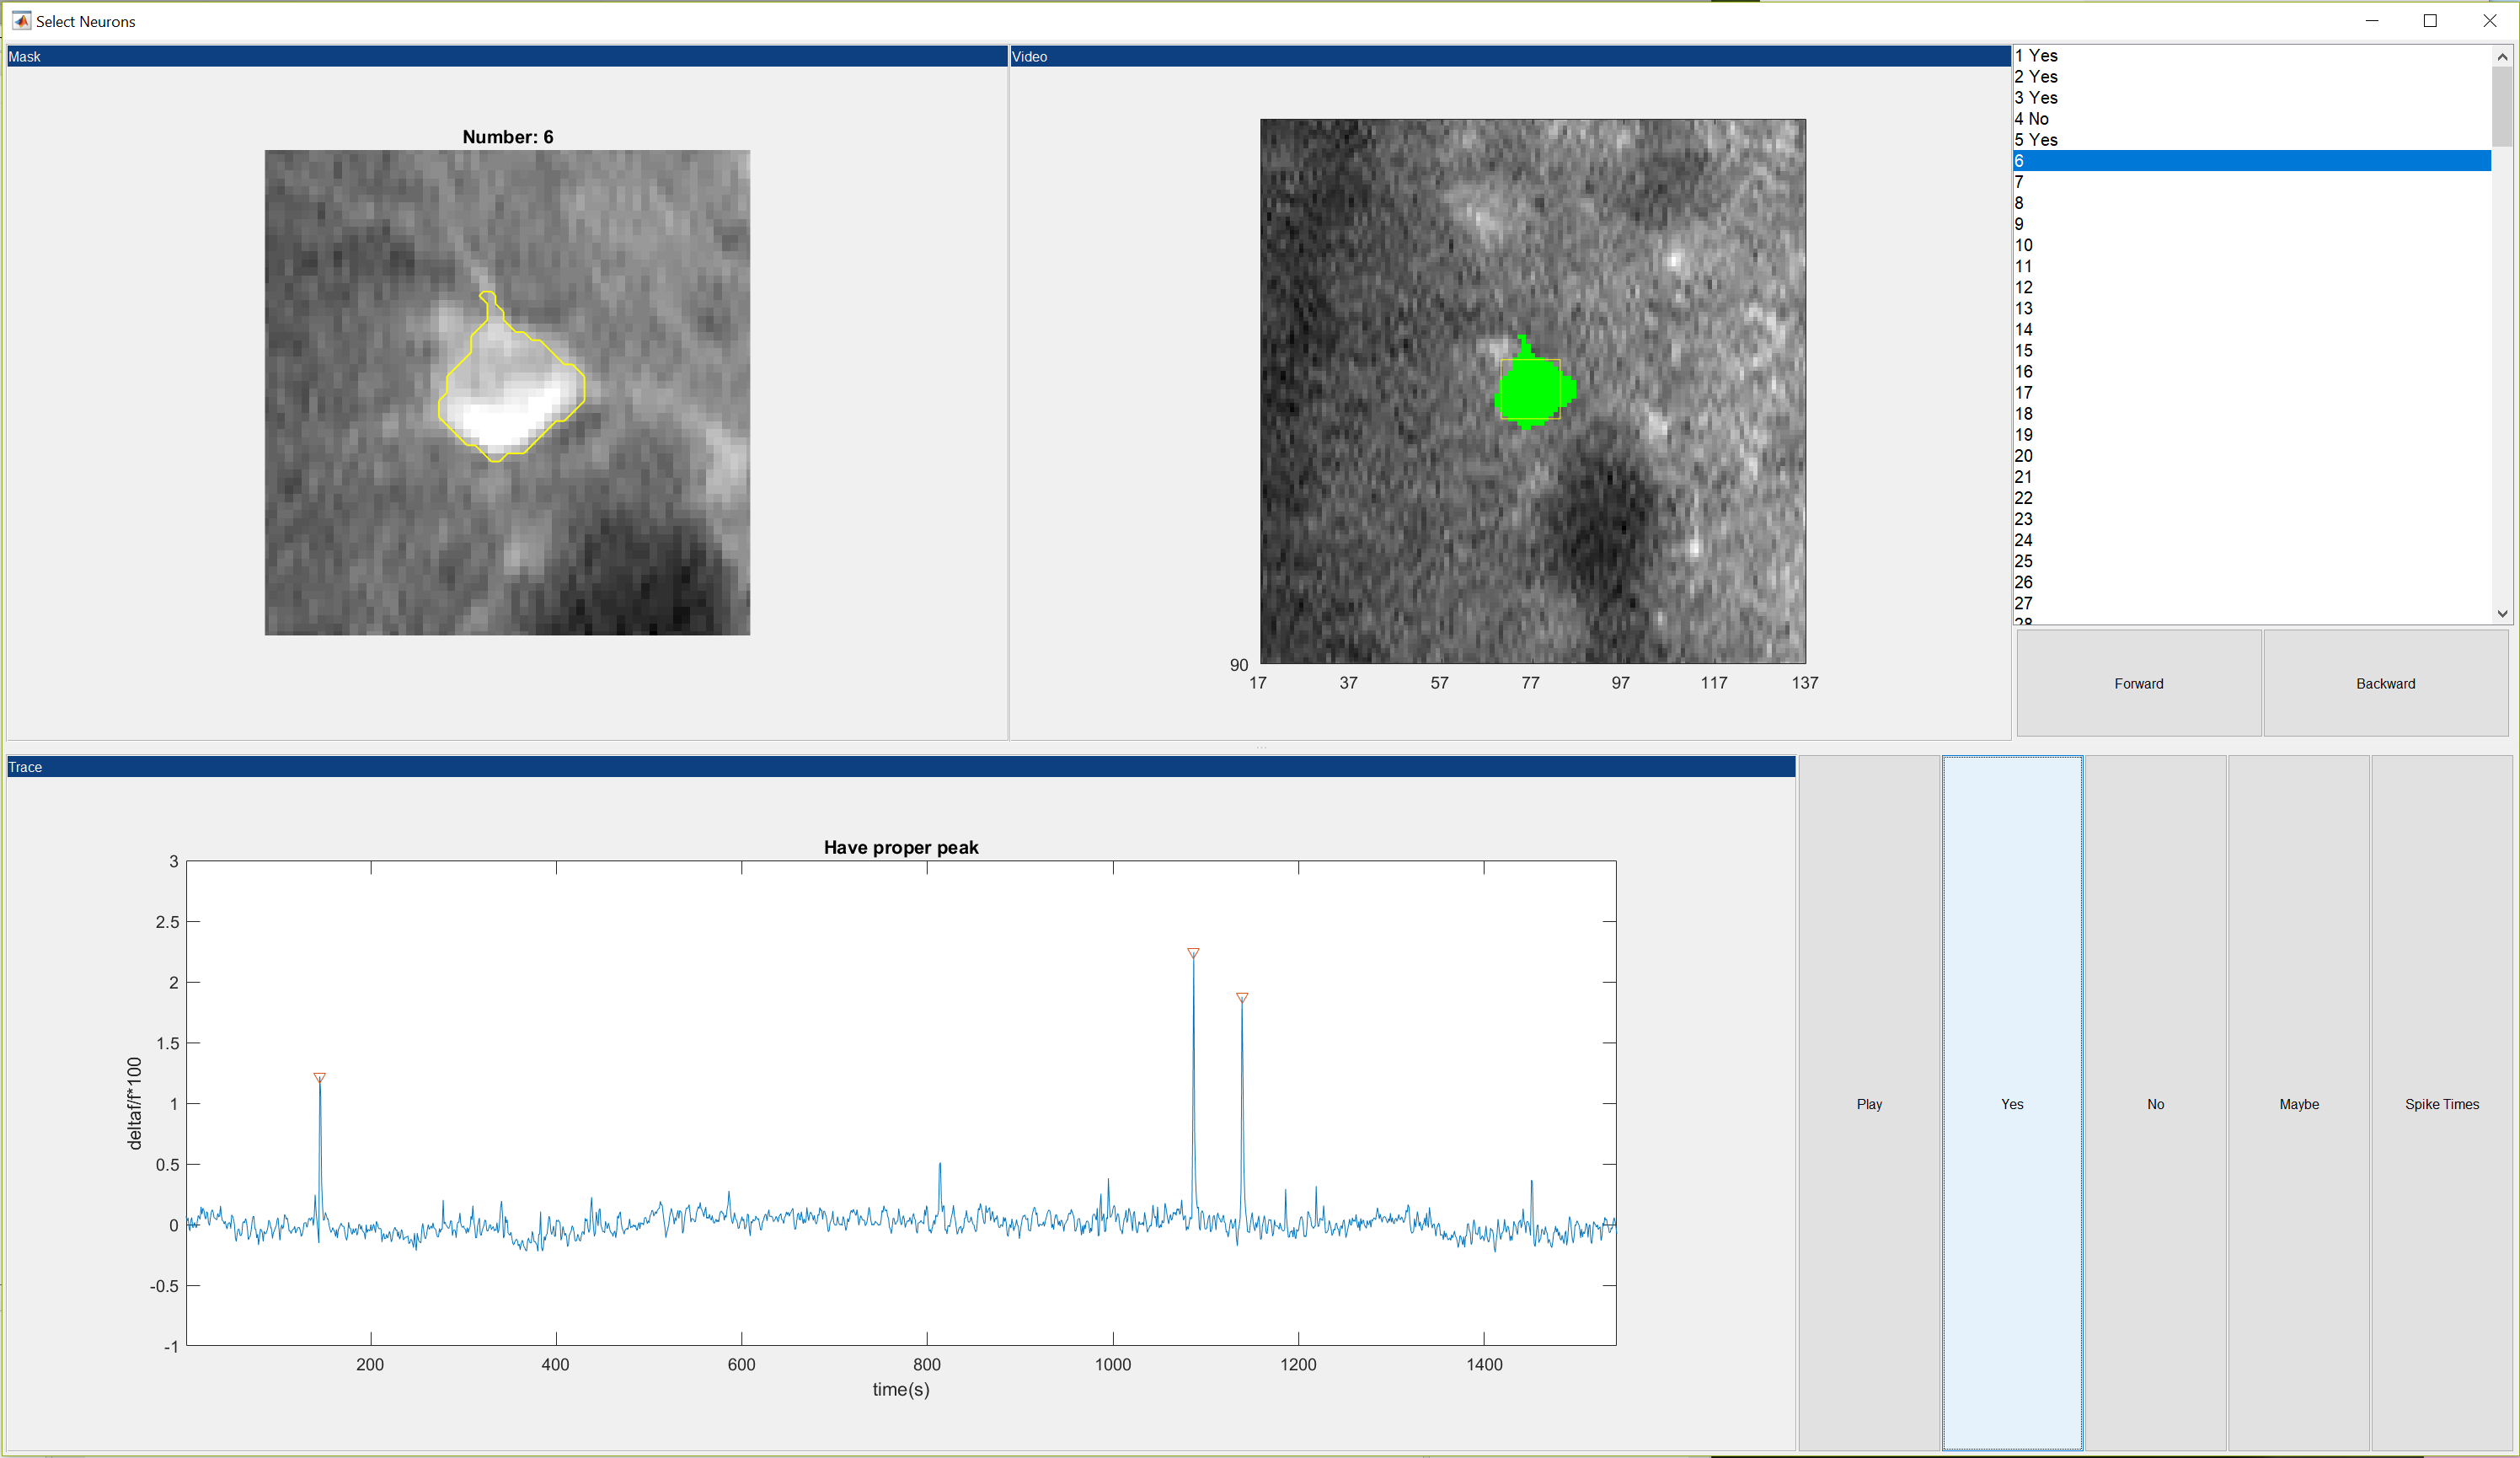 Select Neurons
Mask
Video
Number: 6
90
17 37 57 77 97 117 137
1 Yes
2 Yes
3 Yes
4 No
5 Yes
6
7
8
9
10
11
12
13
14
15
16
17
18
19
20
21
22
23
24
25
26
27
28
Forward Backward
Trace
Have proper peak
3
2.5
2
1.5
1
0.5
0
-0.5
-1
deltaf/f*100
200 400 600 800 1000 1200 1400
time(s)
Play Yes No Maybe Spike Times